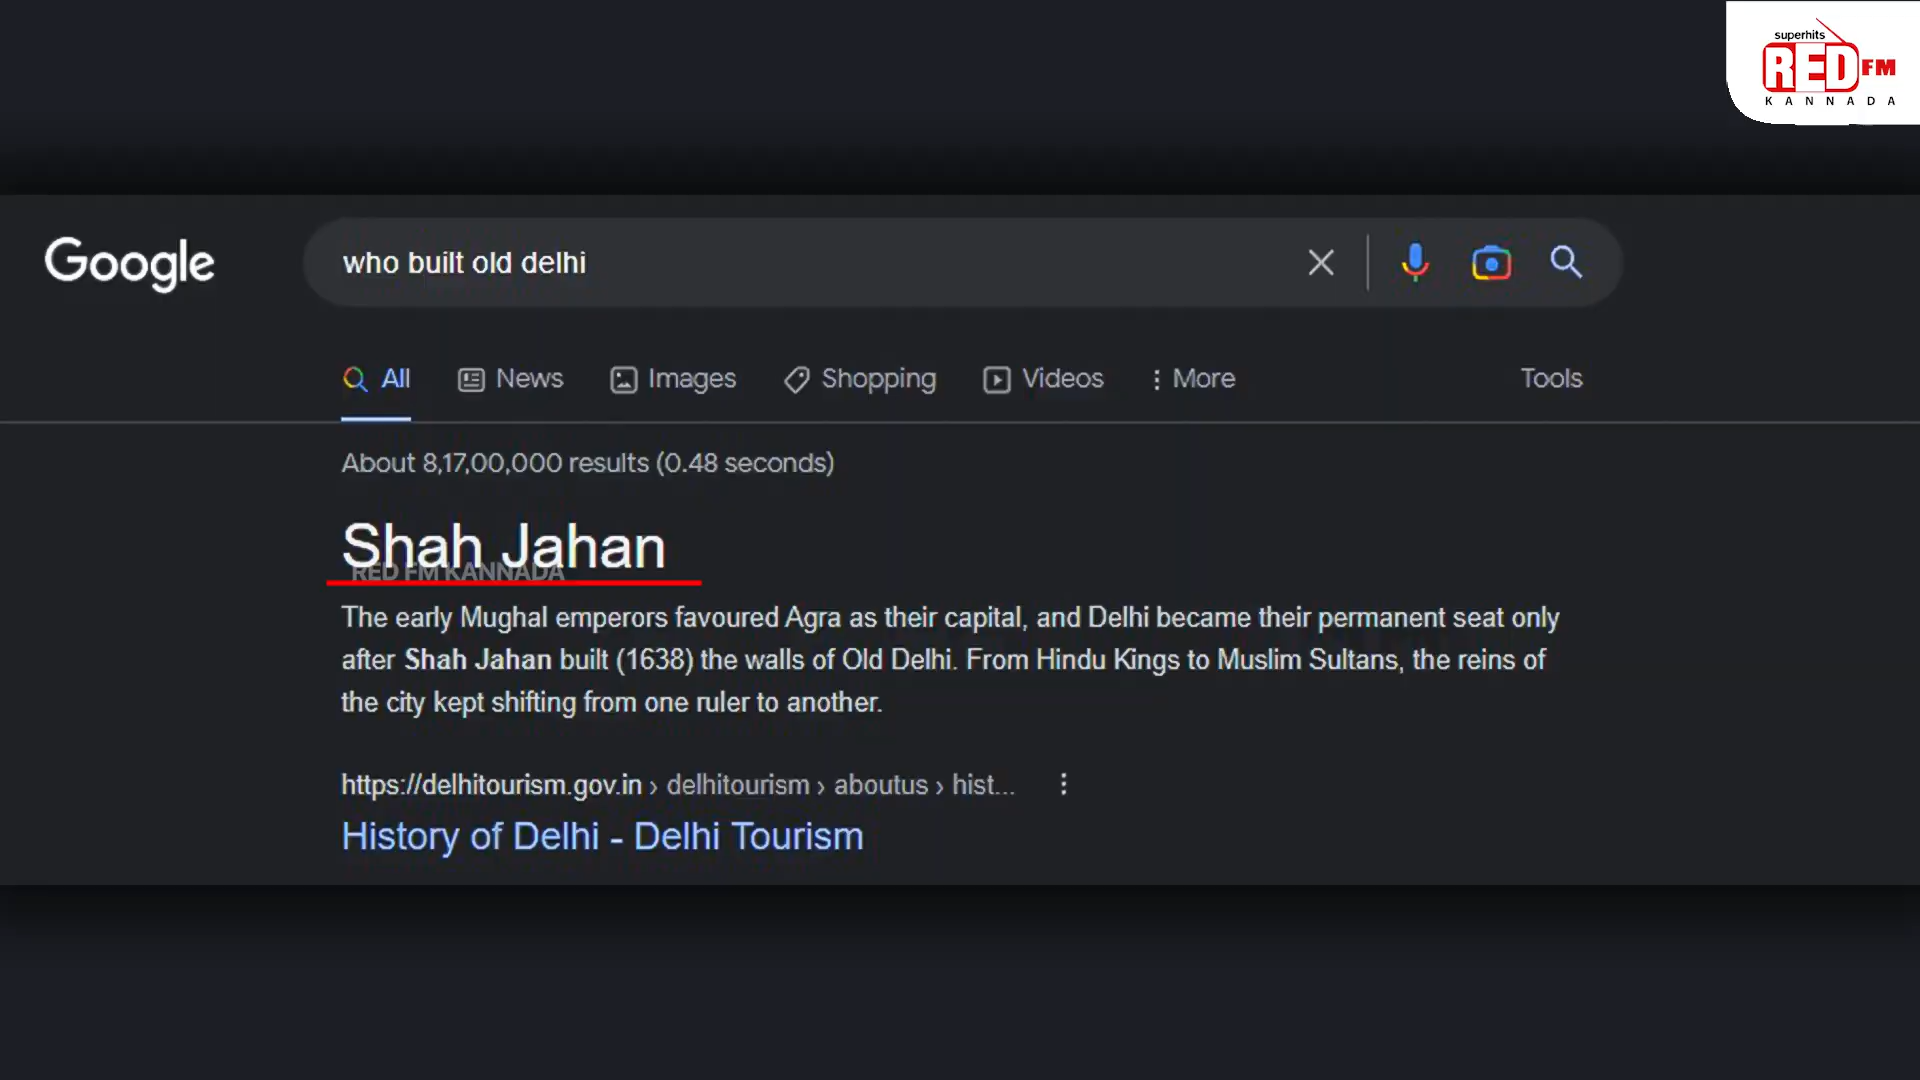 superhits
RED FM
KANNADA
Google
who built old delhi
All News Images Shopping Videos More Tools
About 8,17,00,000 results (0.48 seconds)
Shah Jahan
RED FM KANNADA
The early Mughal emperors favoured Agra as their capital, and Delhi became their permanent seat only
after Shah Jahan built (1638) the walls of Old Delhi. From Hindu Kings to Muslim Sultans, the reins of
the city kept shifting from one ruler to another.
https://delhitourism.gov.in › delhitourism › aboutus › hist...
History of Delhi - Delhi Tourism